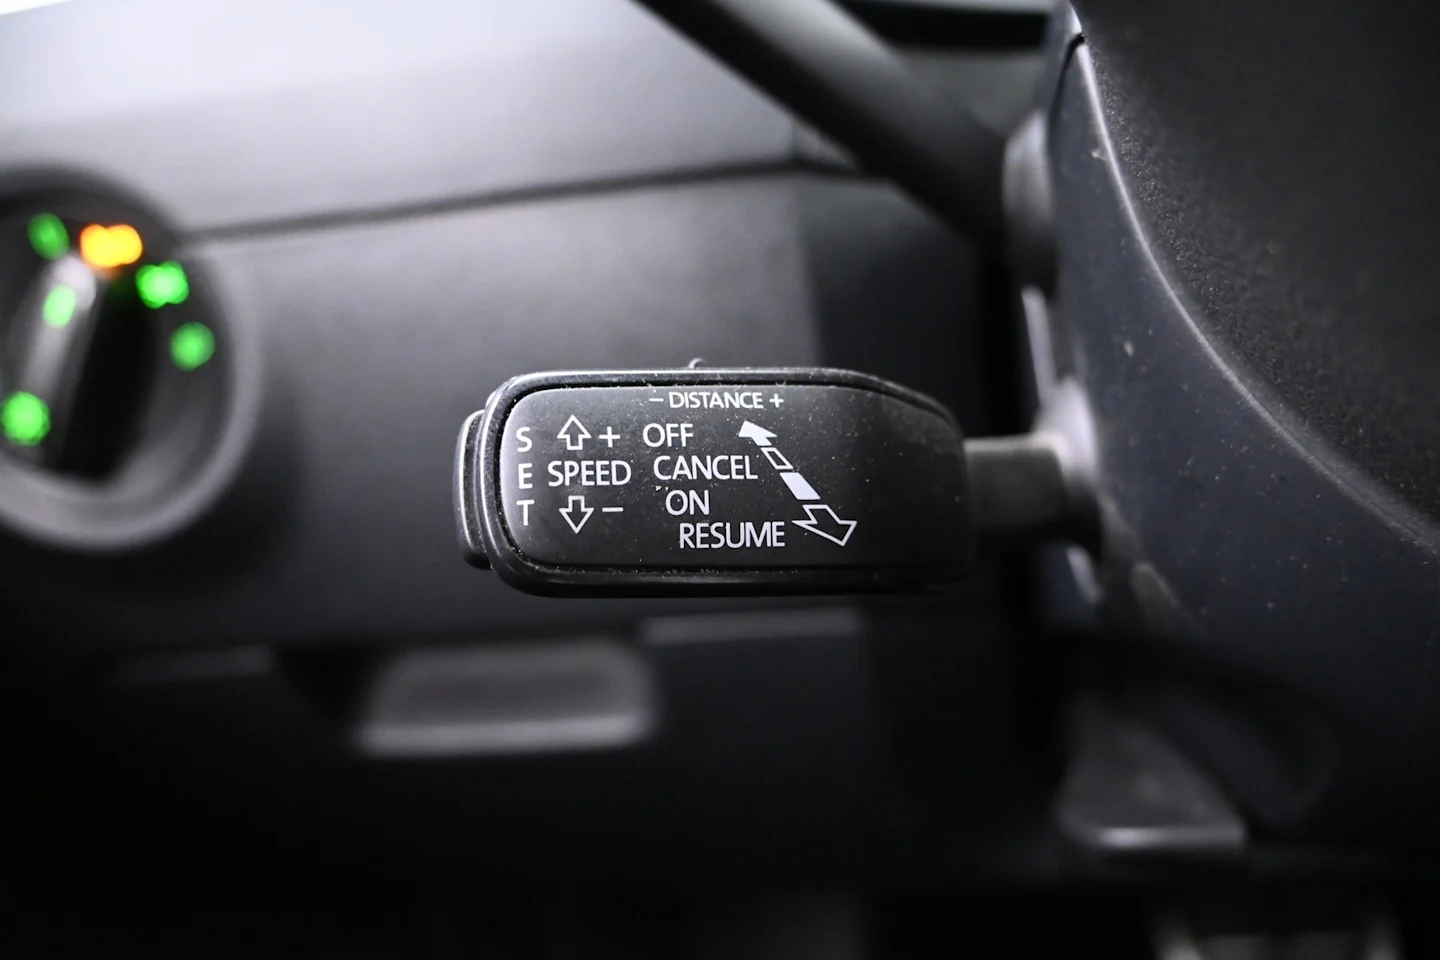 – DISTANCE +
S + OFF
E SPEED CANCEL
T – ON
RESUME